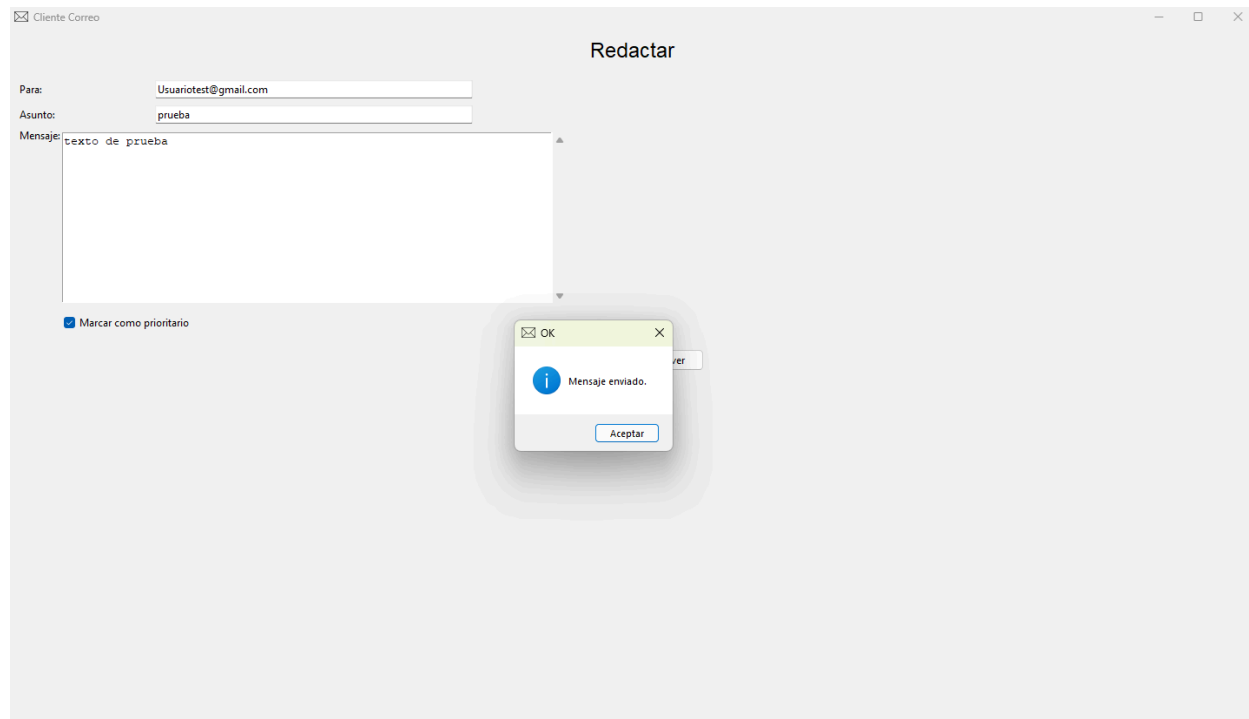 Cliente Correo
Redactar
Para: Usuariotest@gmail.com
Asunto: prueba
Mensaje: texto de prueba
Marcar como prioritario
OK
Mensaje enviado.
Aceptar